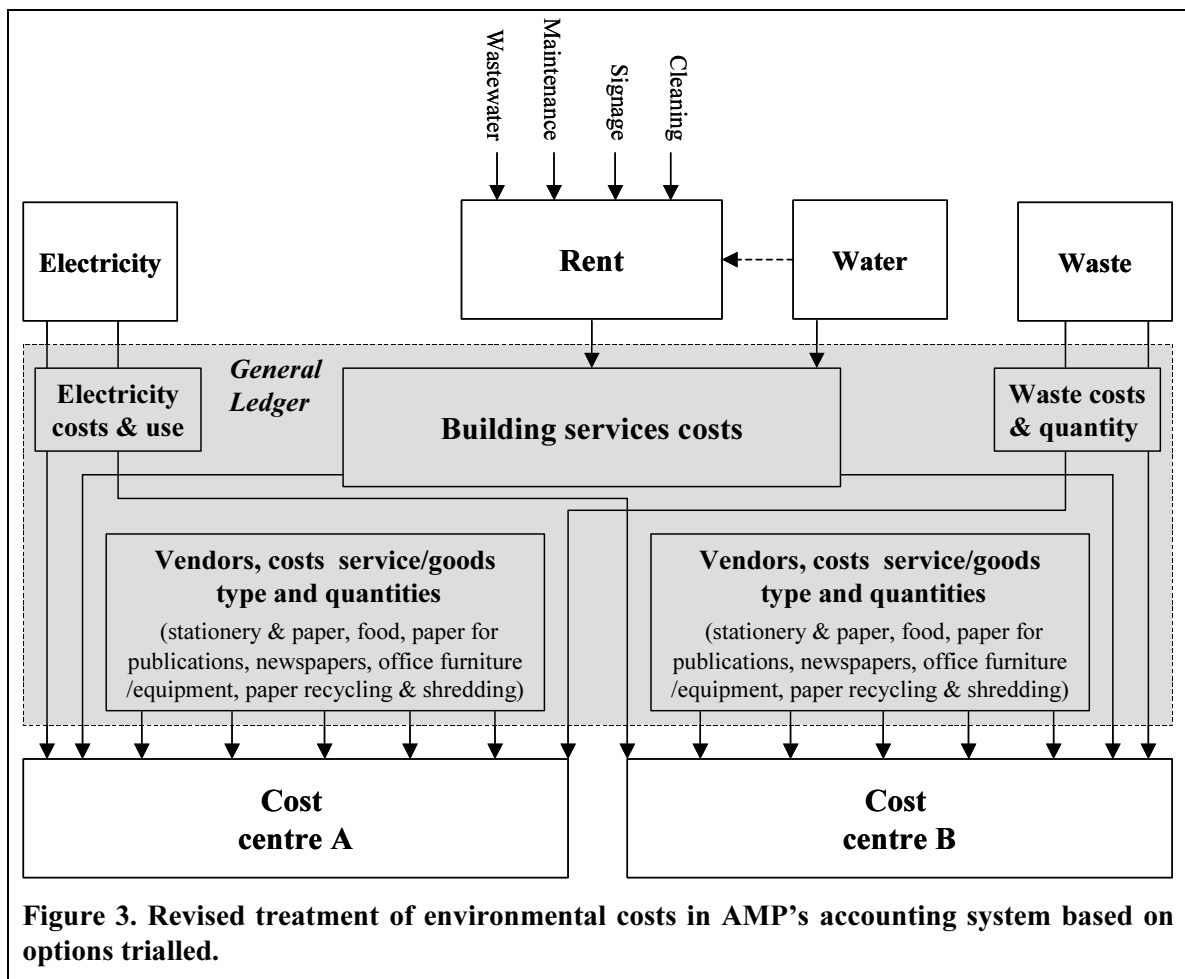 Wastewater
Maintenance
Signage
Cleaning
Electricity
Rent
Water
Waste
General
Ledger
Electricity
costs & use
Building services costs
Waste costs
& quantity
Vendors, costs service/goods
type and quantities
(stationery & paper, food, paper for
publications, newspapers, office furniture
/equipment, paper recycling & shredding)
Vendors, costs service/goods
type and quantities
(stationery & paper, food, paper for
publications, newspapers, office furniture
/equipment, paper recycling & shredding)
Cost
centre A
Cost
centre B
Figure 3. Revised treatment of environmental costs in AMP's accounting system based on
options trialled.